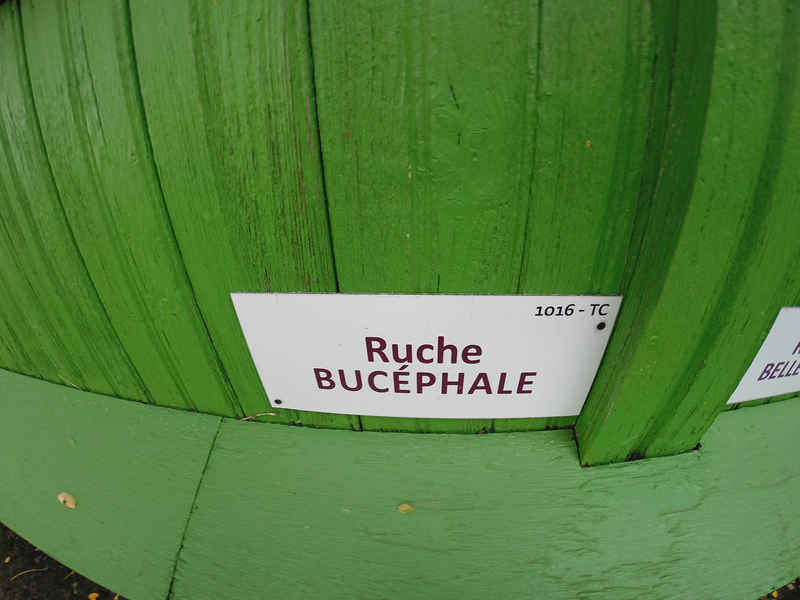 1016 - TC
Ruche
BUCÉPHALE